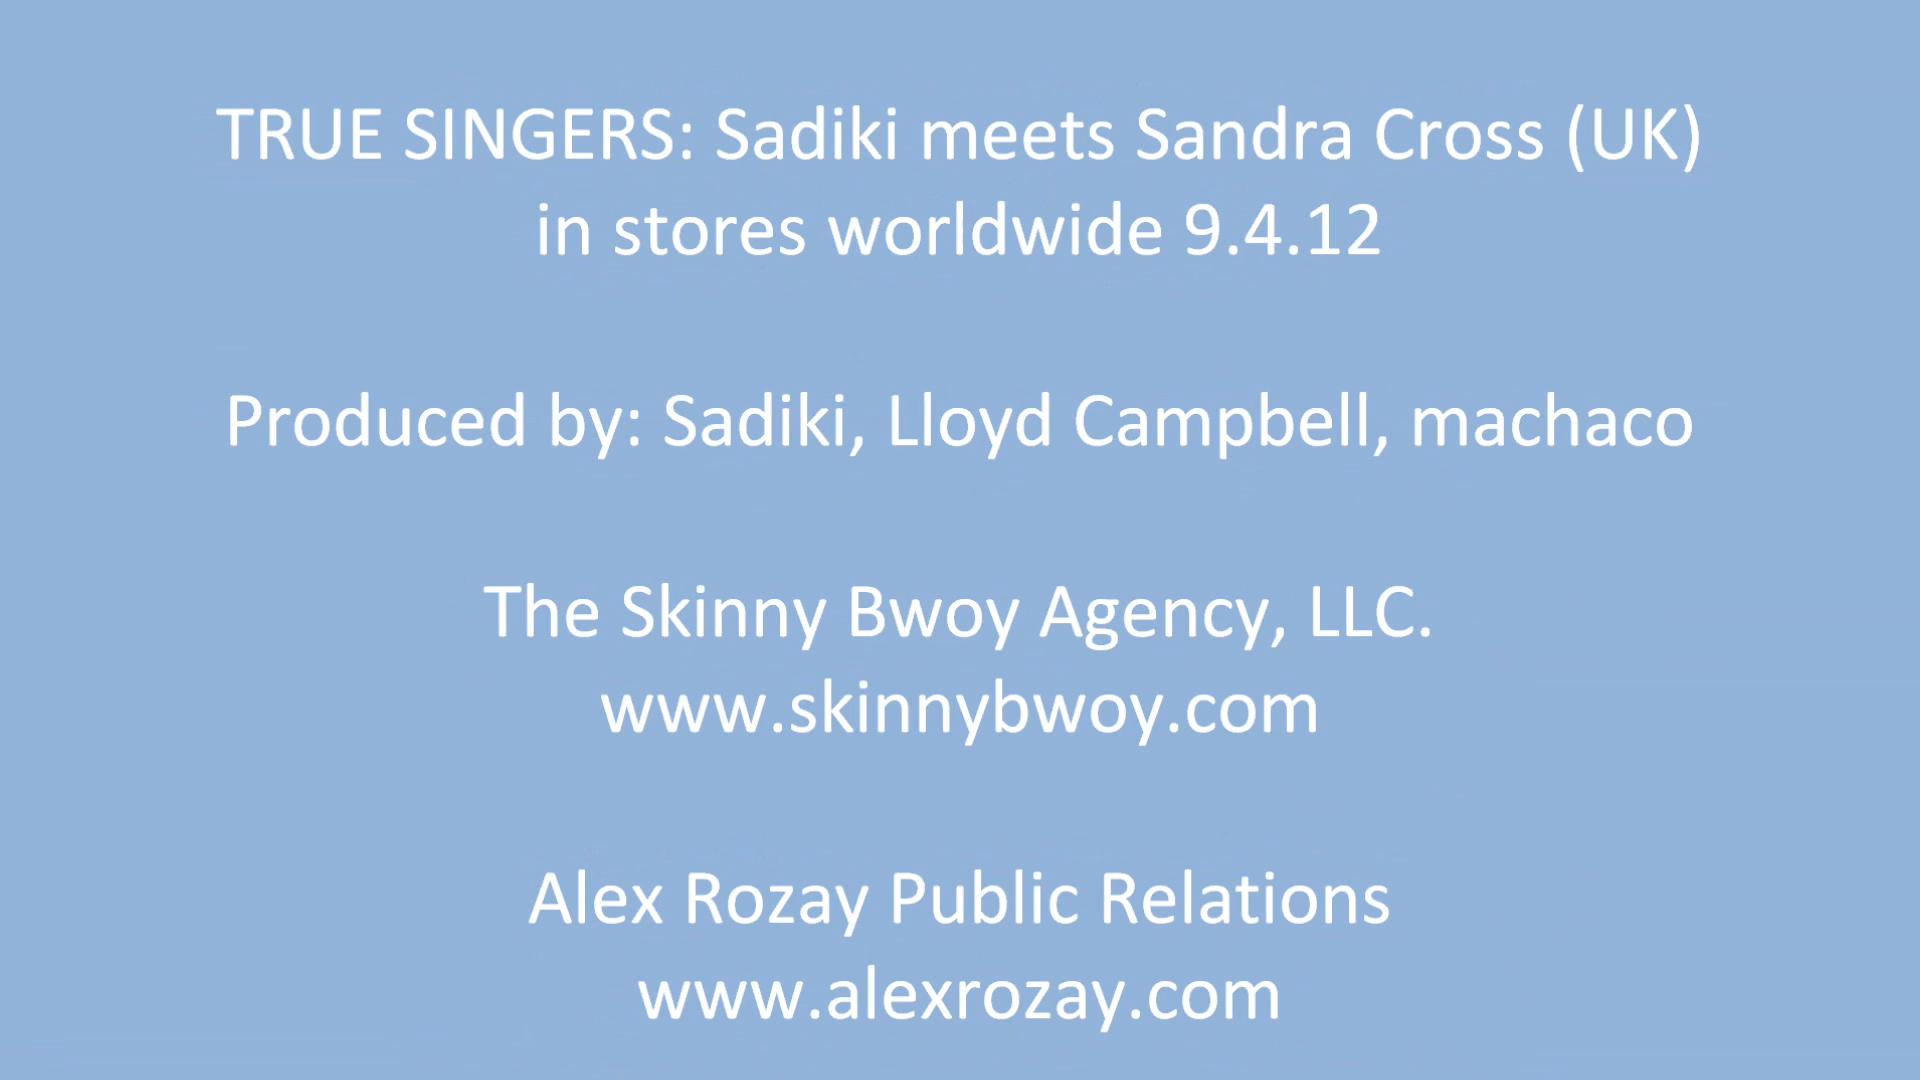 TRUE SINGERS: Sadiki meets Sandra Cross (UK)
in stores worldwide 9.4.12
Produced by: Sadiki, Lloyd Campbell, machaco
The Skinny Bwoy Agency, LLC.
www.skinnybwoy.com
Alex Rozay Public Relations
www.alexrozay.com